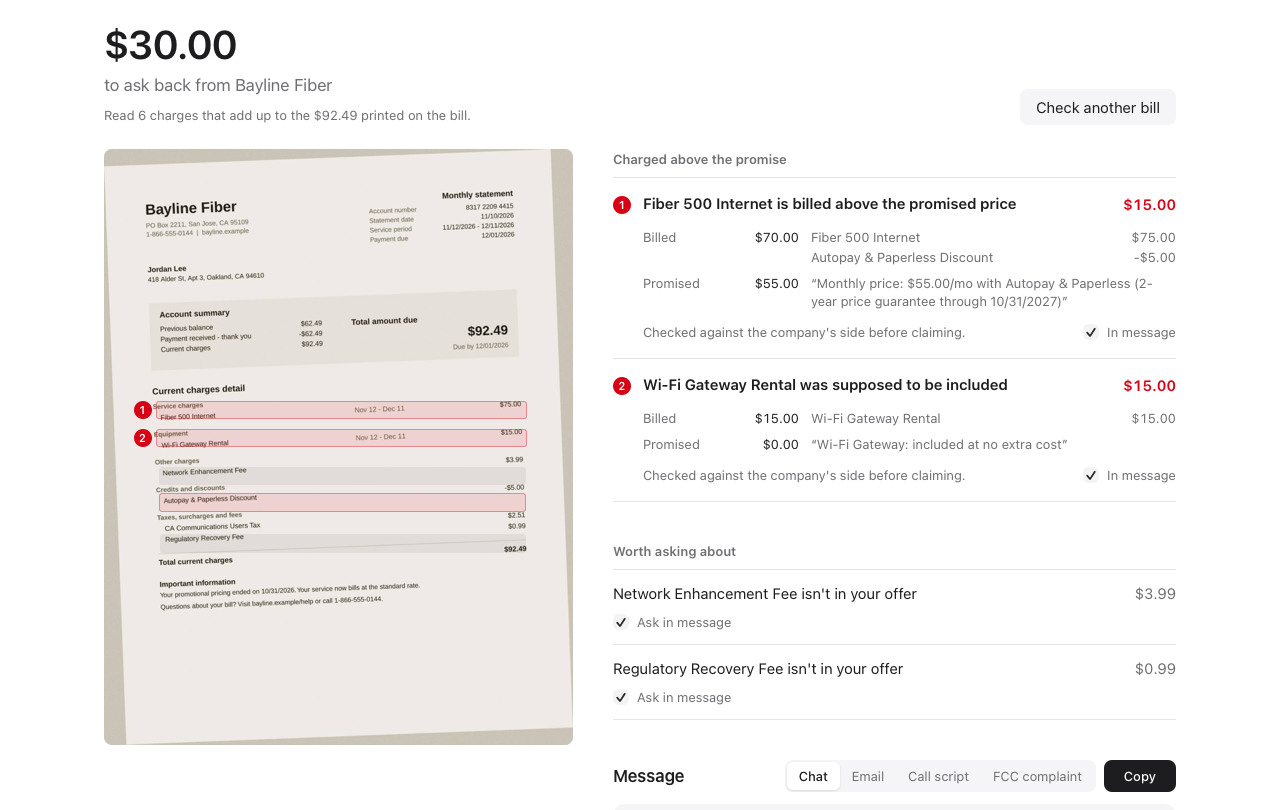 $30.00
to ask back from Bayline Fiber
Read 6 charges that add up to the $92.49 printed on the bill.
Check another bill
Bayline Fiber
PO Box 2211, San Jose, CA 95109
1-866-555-0144 | bayline.example
Monthly statement
Account number 8317 2209 4415
Statement date 11/10/2026
Service period 11/12/2026 - 12/11/2026
Payment due 12/01/2026
Jordan Lee
418 Alder St, Apt 3, Oakland, CA 94610
Account summary
Previous balance $62.49
Payment received - thank you -$62.49
Current charges $92.49
Total amount due
$92.49
Due by 12/01/2026
Current charges detail
1
Service charges
Fiber 500 Internet Nov 12 - Dec 11 $75.00
2
Equipment
Wi-Fi Gateway Rental Nov 12 - Dec 11 $15.00
Other charges
Network Enhancement Fee $3.99
Credits and discounts
Autopay & Paperless Discount -$5.00
Taxes, surcharges and fees
CA Communications Users Tax $2.51
Regulatory Recovery Fee $0.99
Total current charges $92.49
Important information
Your promotional pricing ended on 10/31/2026. Your service now bills at the standard rate.
Questions about your bill? Visit bayline.example/help or call 1-866-555-0144.
Charged above the promise
1 Fiber 500 Internet is billed above the promised price $15.00
Billed $70.00 Fiber 500 Internet $75.00
Autopay & Paperless Discount -$5.00
Promised $55.00 “Monthly price: $55.00/mo with Autopay & Paperless (2-
year price guarantee through 10/31/2027)”
Checked against the company's side before claiming. In message
2 Wi-Fi Gateway Rental was supposed to be included $15.00
Billed $15.00 Wi-Fi Gateway Rental $15.00
Promised $0.00 “Wi-Fi Gateway: included at no extra cost”
Checked against the company's side before claiming. In message
Worth asking about
Network Enhancement Fee isn't in your offer $3.99
Ask in message
Regulatory Recovery Fee isn't in your offer $0.99
Ask in message
Message
Chat Email Call script FCC complaint Copy